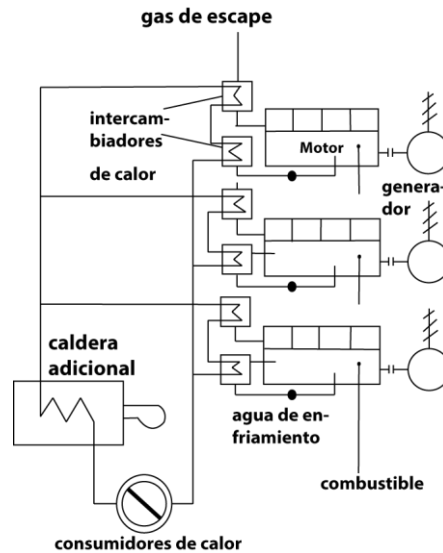 gas de escape
intercam-
biadores
de calor
Motor
genera-
dor
caldera
adicional
agua de en-
friamiento
combustible
consumidores de calor